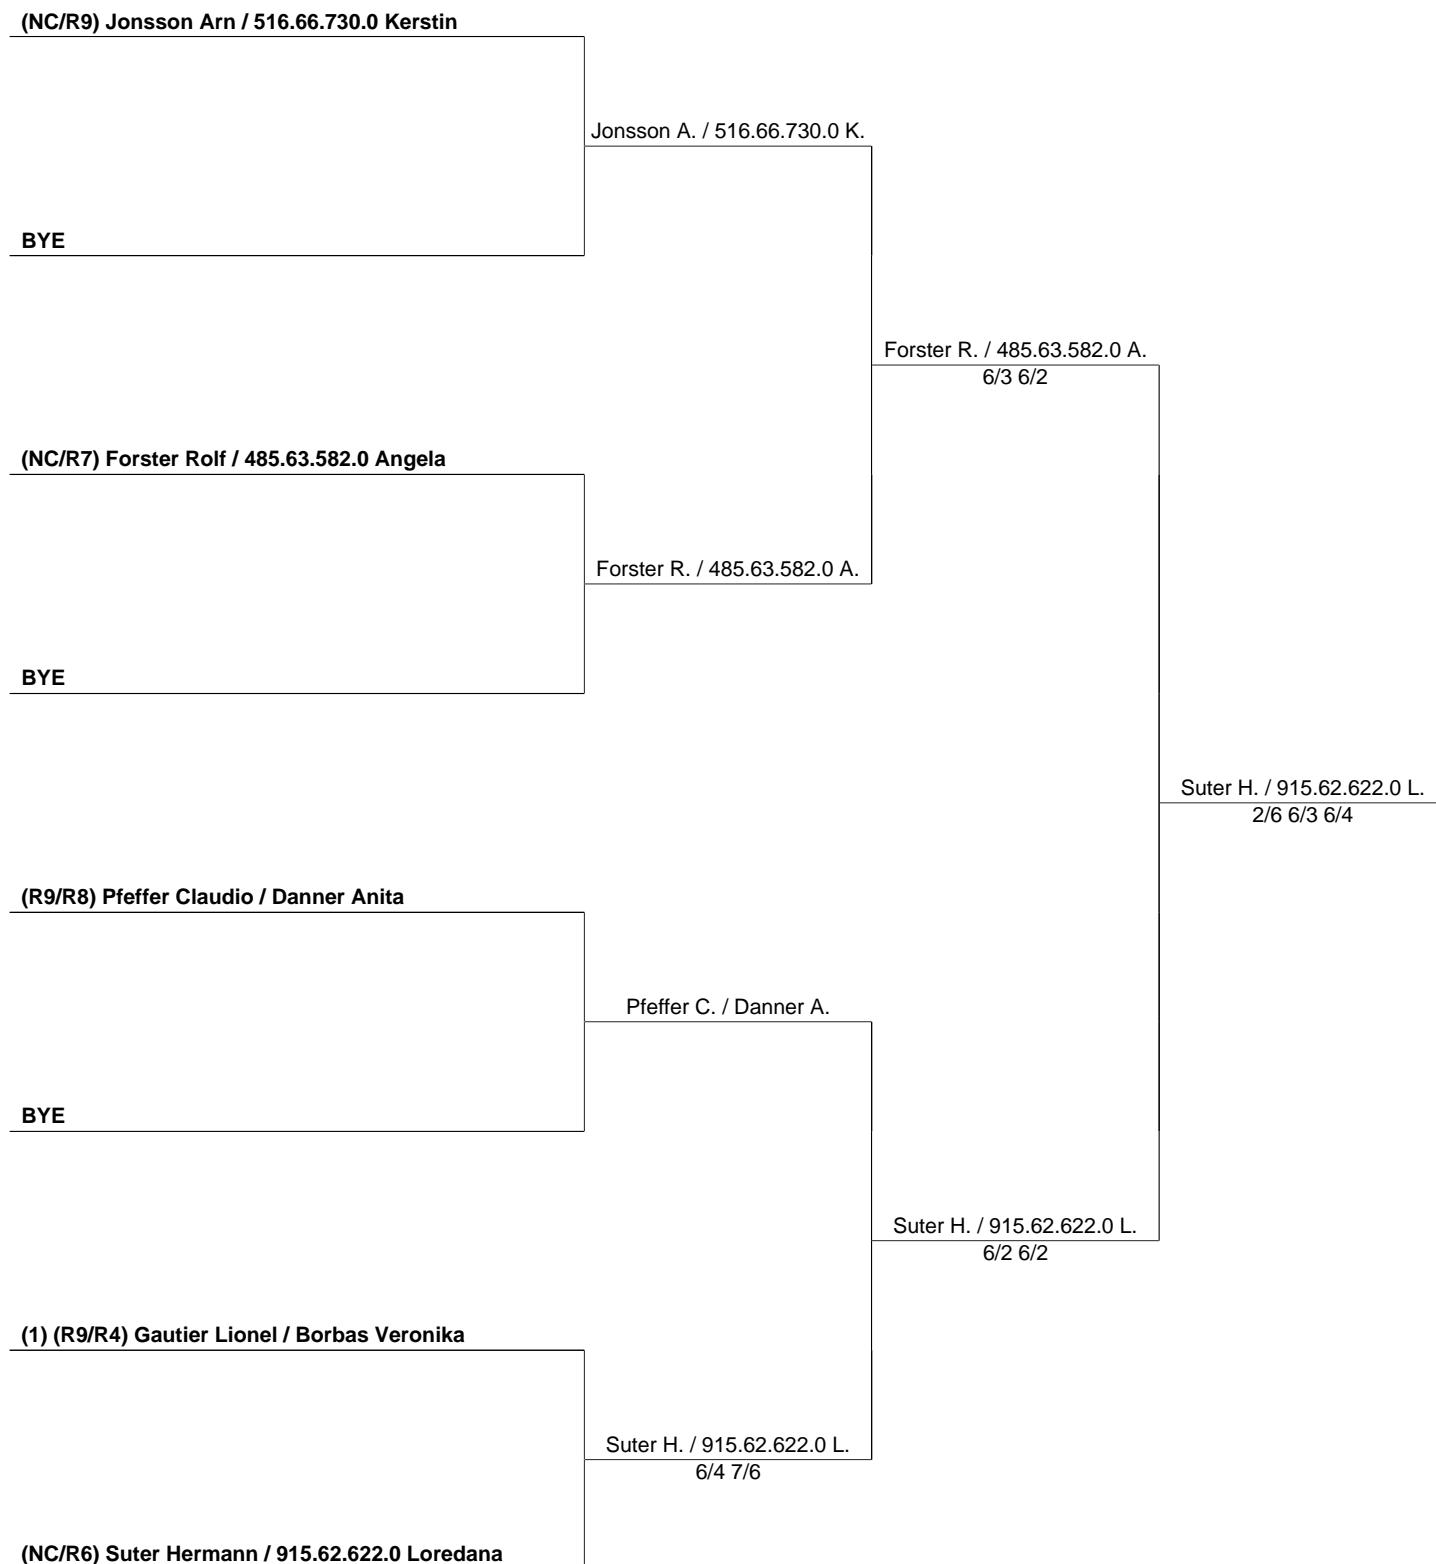 (NC/R9) Jonsson Arn / 516.66.730.0 Kerstin
Jonsson A. / 516.66.730.0 K.
BYE
Forster R. / 485.63.582.0 A.
6/3 6/2
(NC/R7) Forster Rolf / 485.63.582.0 Angela
Forster R. / 485.63.582.0 A.
BYE
Suter H. / 915.62.622.0 L.
2/6 6/3 6/4
(R9/R8) Pfeffer Claudio / Danner Anita
Pfeffer C. / Danner A.
BYE
Suter H. / 915.62.622.0 L.
6/2 6/2
(1) (R9/R4) Gautier Lionel / Borbas Veronika
Suter H. / 915.62.622.0 L.
6/4 7/6
(NC/R6) Suter Hermann / 915.62.622.0 Loredana